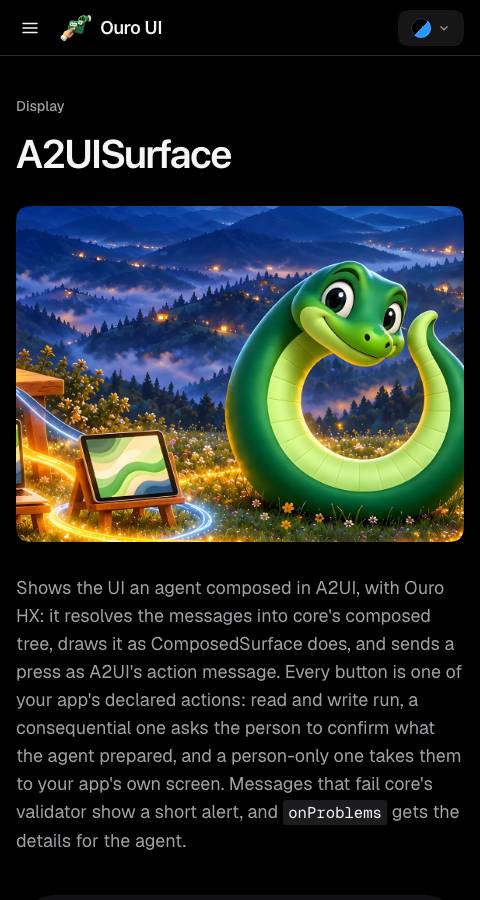 Ouro UI
Display
A2UISurface
Shows the UI an agent composed in A2UI, with Ouro
HX: it resolves the messages into core's composed
tree, draws it as ComposedSurface does, and sends a
press as A2UI's action message. Every button is one of
your app's declared actions: read and write run, a
consequential one asks the person to confirm what
the agent prepared, and a person-only one takes them
to your app's own screen. Messages that fail core's
validator show a short alert, and onProblems gets the
details for the agent.